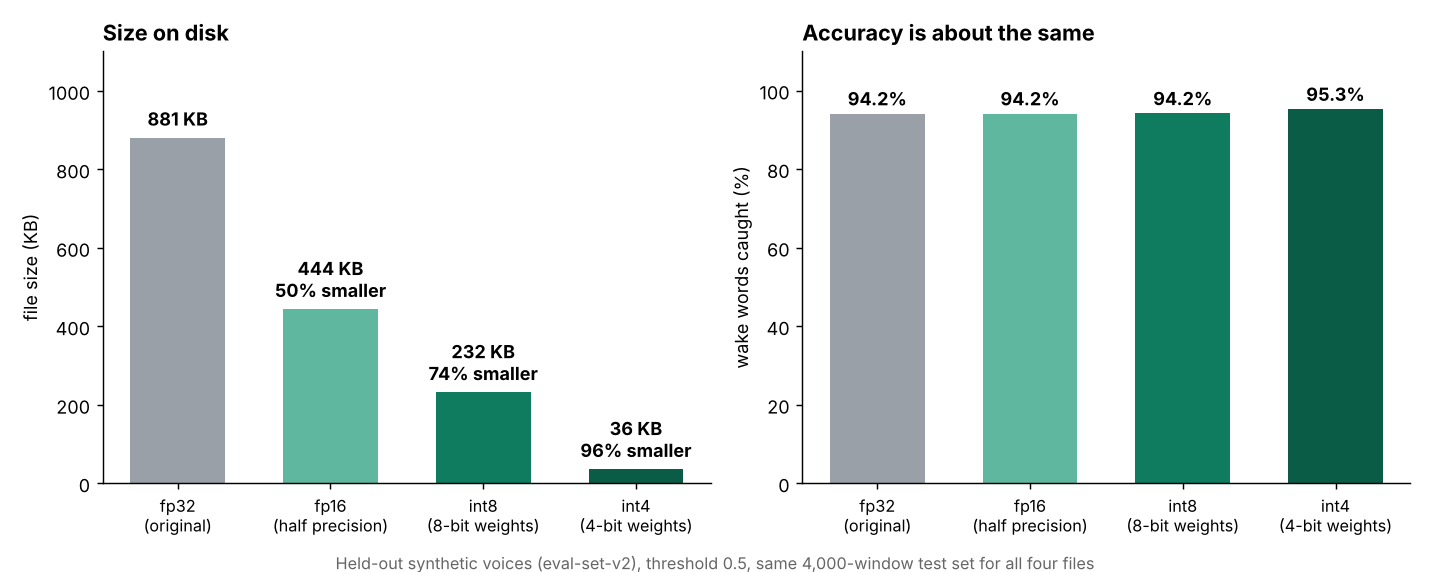 Size on disk
file size (KB)
1000
800
600
400
200
0
881 KB
444 KB
50% smaller
232 KB
74% smaller
36 KB
96% smaller
fp32
(original)
fp16
(half precision)
int8
(8-bit weights)
int4
(4-bit weights)
Accuracy is about the same
wake words caught (%)
100
80
60
40
20
0
94.2%
94.2%
94.2%
95.3%
fp32
(original)
fp16
(half precision)
int8
(8-bit weights)
int4
(4-bit weights)
Held-out synthetic voices (eval-set-v2), threshold 0.5, same 4,000-window test set for all four files